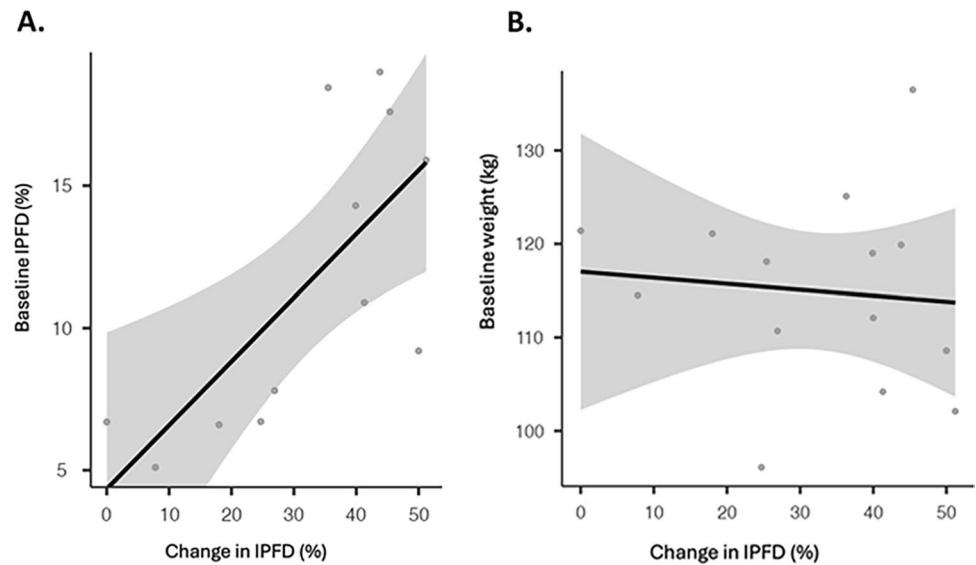 A.
Baseline IPFD (%)
15
10
5
0 10 20 30 40 50
Change in IPFD (%)
B.
Baseline weight (kg)
130
120
110
100
0 10 20 30 40 50
Change in IPFD (%)